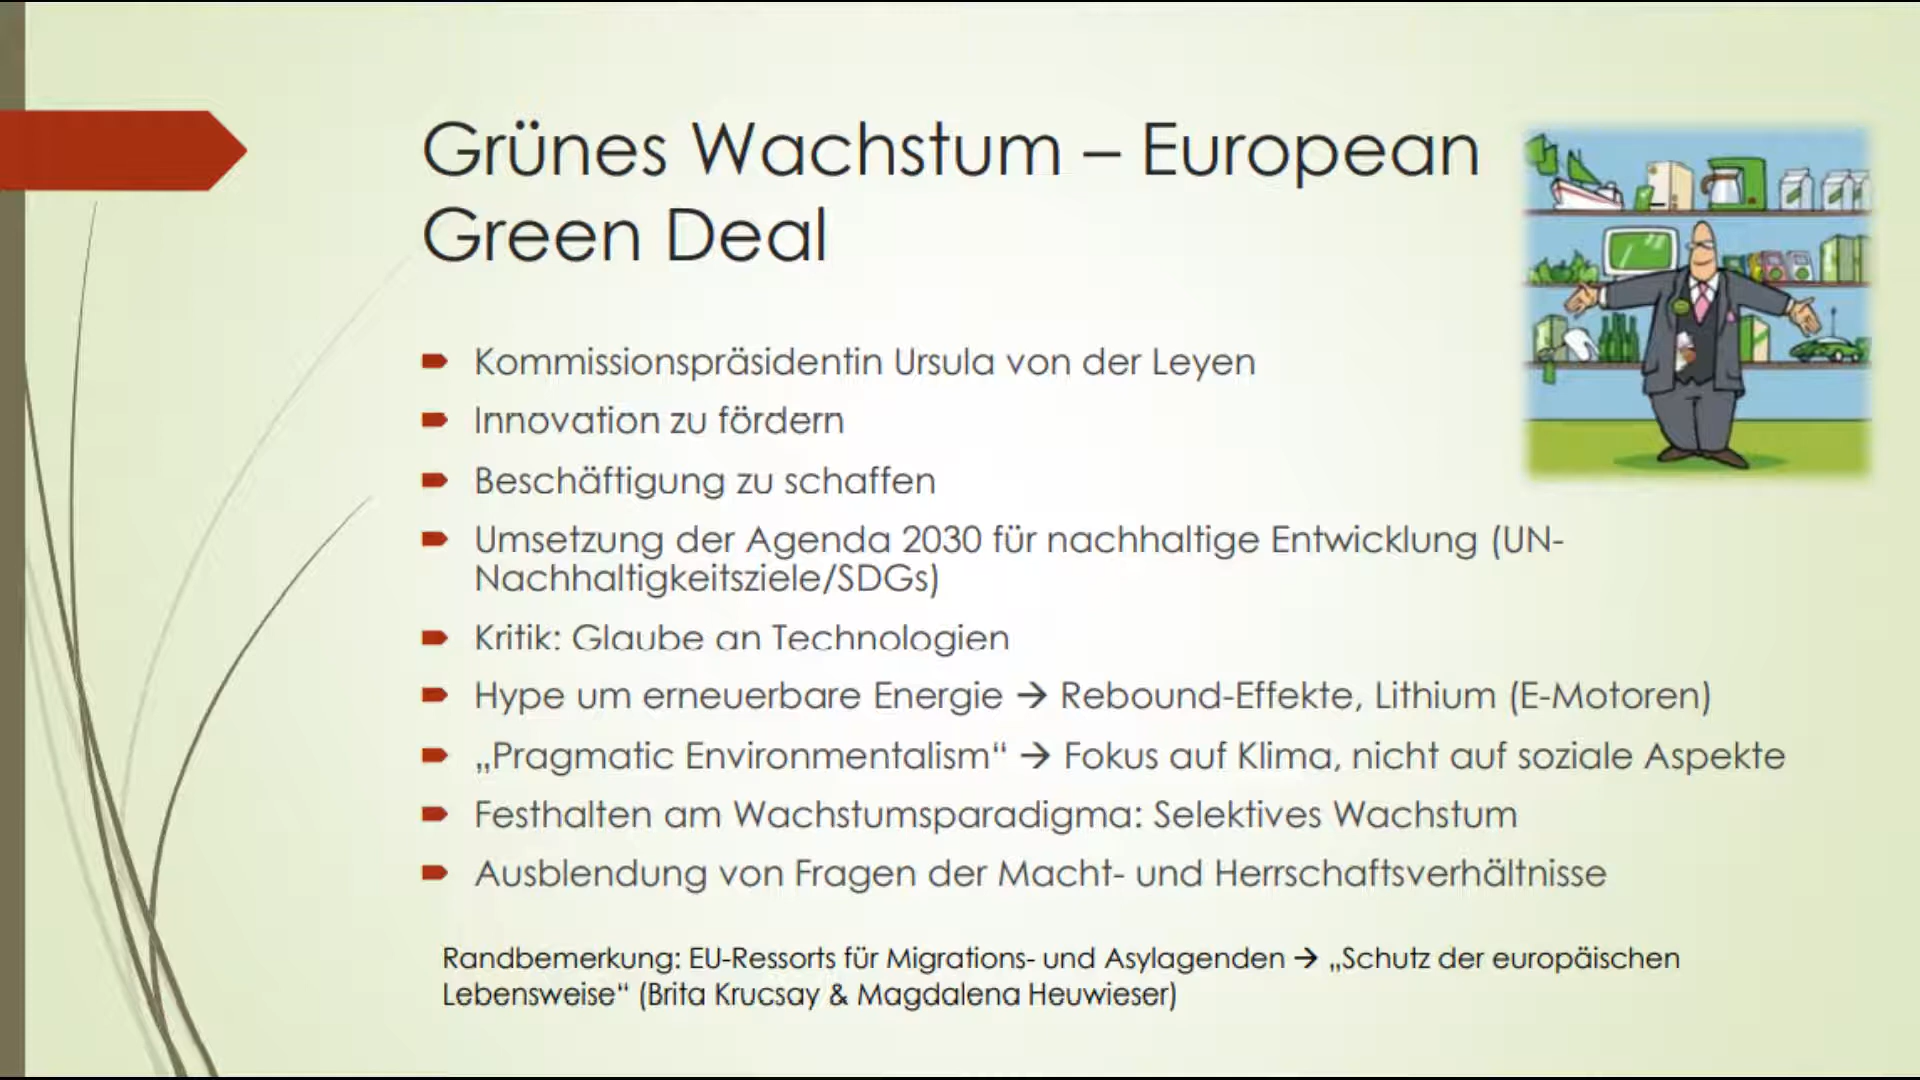 Grünes Wachstum – European
Green Deal
Kommissionspräsidentin Ursula von der Leyen
Innovation zu fördern
Beschäftigung zu schaffen
Umsetzung der Agenda 2030 für nachhaltige Entwicklung (UN-
Nachhaltigkeitsziele/SDGs)
Kritik: Glaube an Technologien
Hype um erneuerbare Energie → Rebound-Effekte, Lithium (E-Motoren)
„Pragmatic Environmentalism“ → Fokus auf Klima, nicht auf soziale Aspekte
Festhalten am Wachstumsparadigma: Selektives Wachstum
Ausblendung von Fragen der Macht- und Herrschaftsverhältnisse
Randbemerkung: EU-Ressorts für Migrations- und Asylagenden → „Schutz der europäischen
Lebensweise“ (Brita Krucsay & Magdalena Heuwieser)